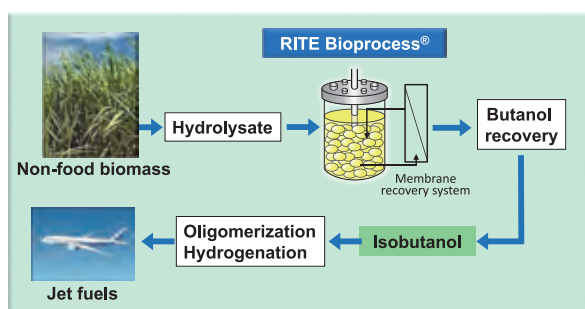 RITE Bioprocess®
Non-food biomass
Hydrolysate
Membrane
recovery system
Butanol
recovery
Isobutanol
Oligomerization
Hydrogenation
Jet fuels